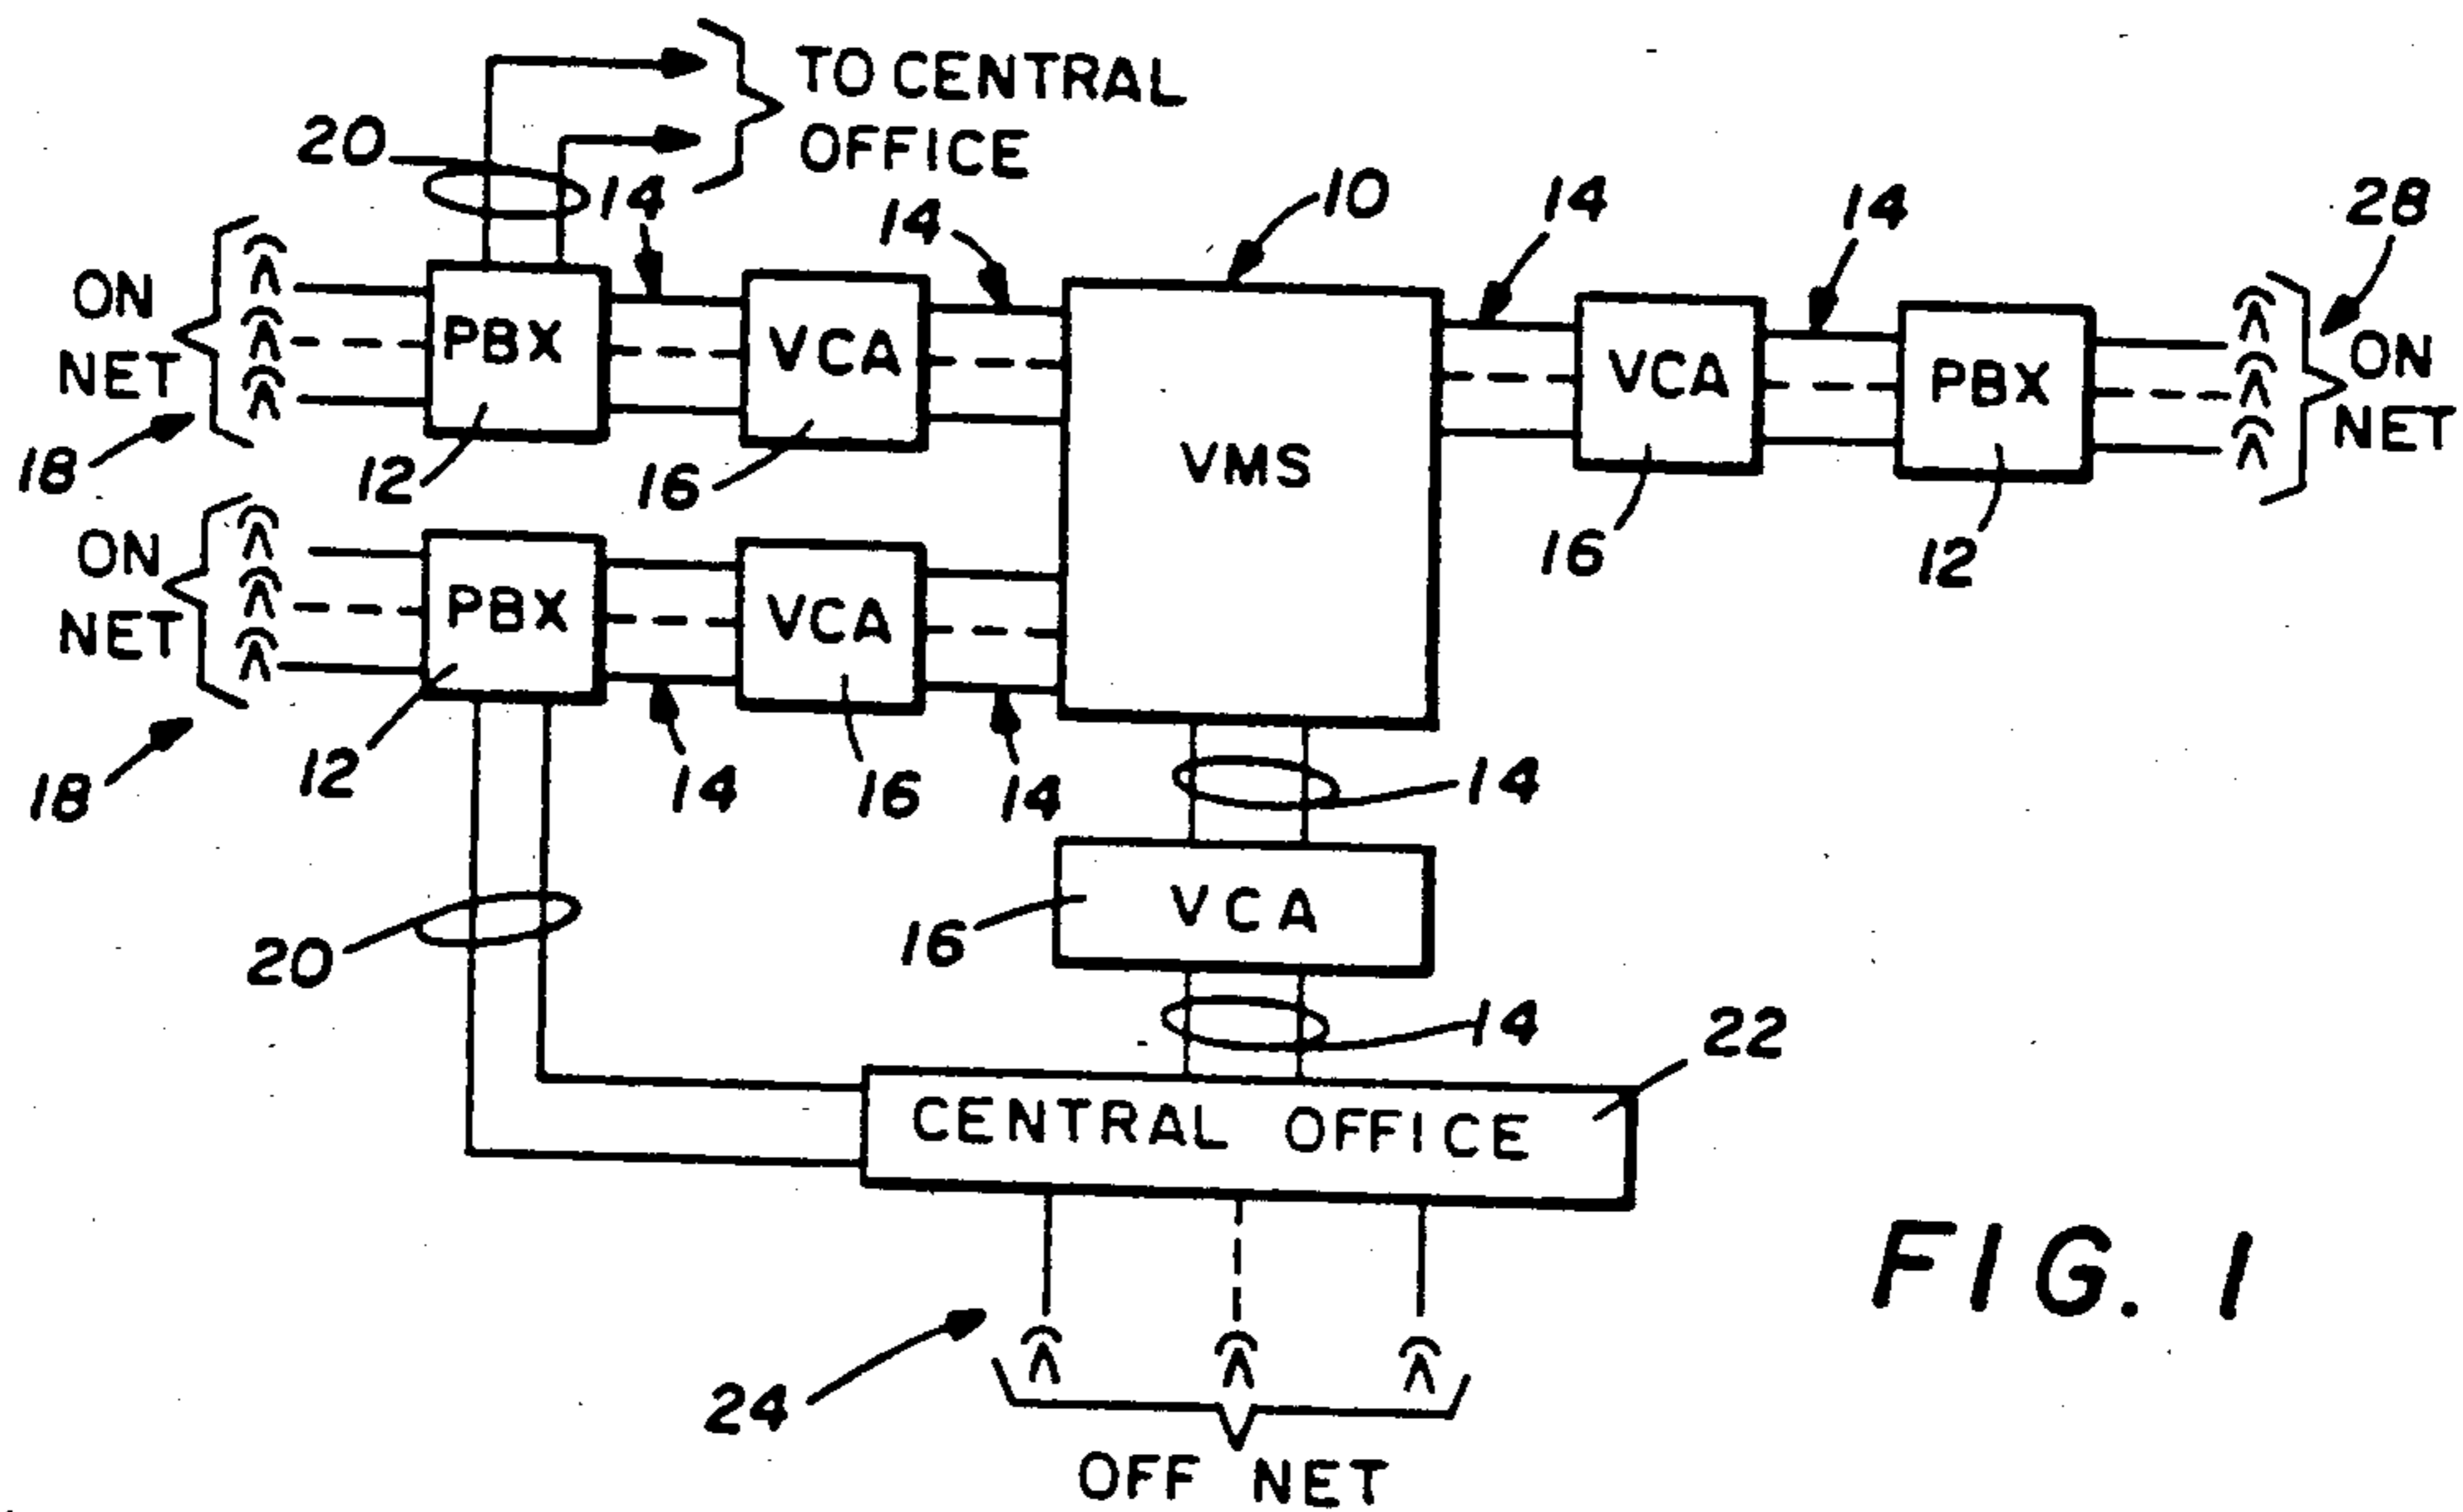 TO CENTRAL
OFFICE
20
14
14
10
14
14
28
ON
NET
PBX
VCA
VMS
VCA
PBX
ON
NET
18
12
16
16
12
ON
NET
PBX
VCA
18
12
14
16
14
14
20
16
VCA
14
22
CENTRAL OFFICE
24
OFF NET
FIG. 1